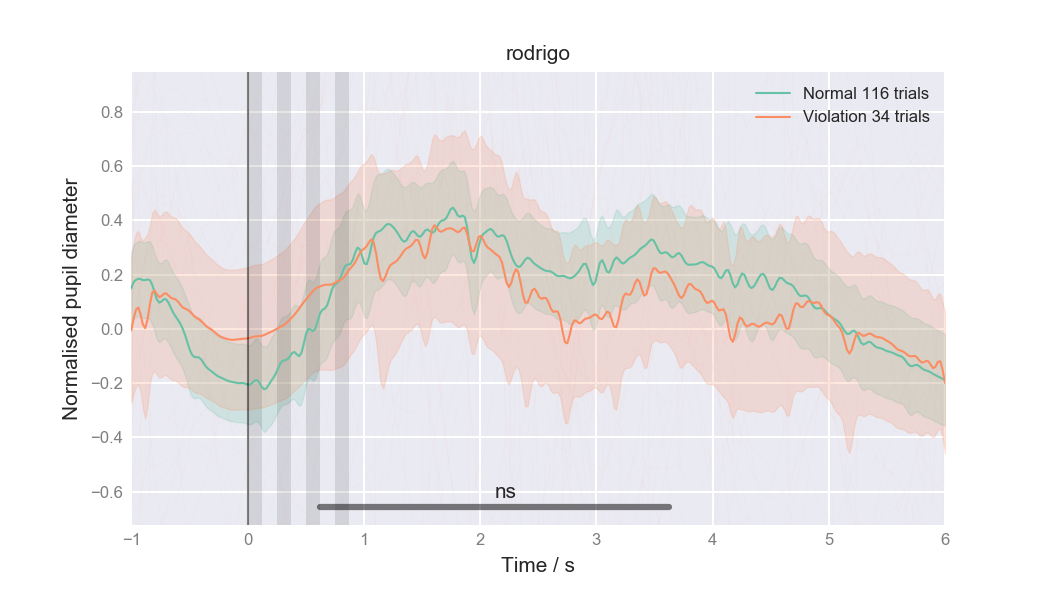 rodrigo
Normal 116 trials
Violation 34 trials
Normalised pupil diameter
0.8
0.6
0.4
0.2
0.0
−0.2
−0.4
−0.6
ns
−1 0 1 2 3 4 5 6
Time / s